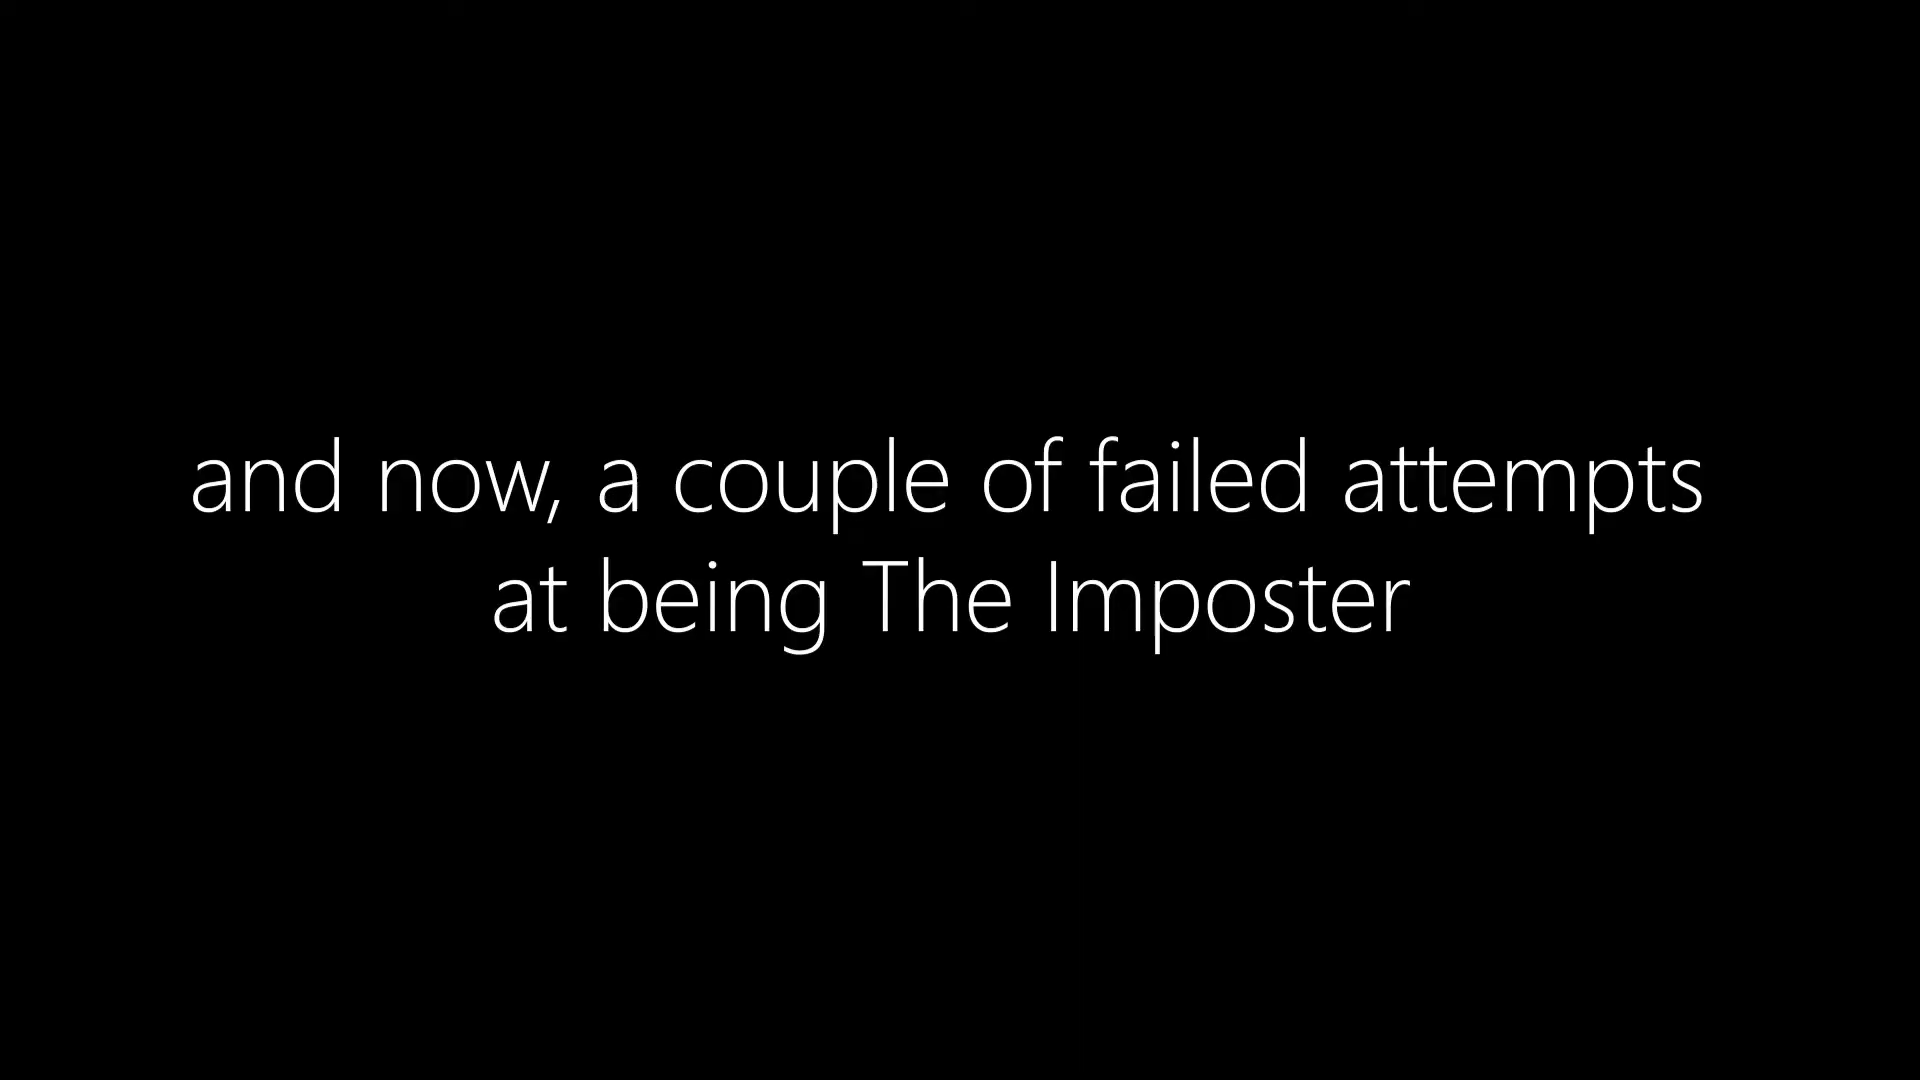 and now, a couple of failed attempts
at being The Imposter